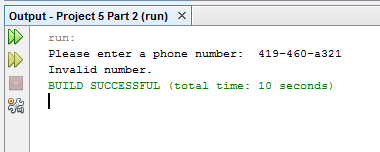 Output - Project 5 Part 2 (run)
run:
Please enter a phone number:  419-460-a321
Invalid number.
BUILD SUCCESSFUL (total time: 10 seconds)